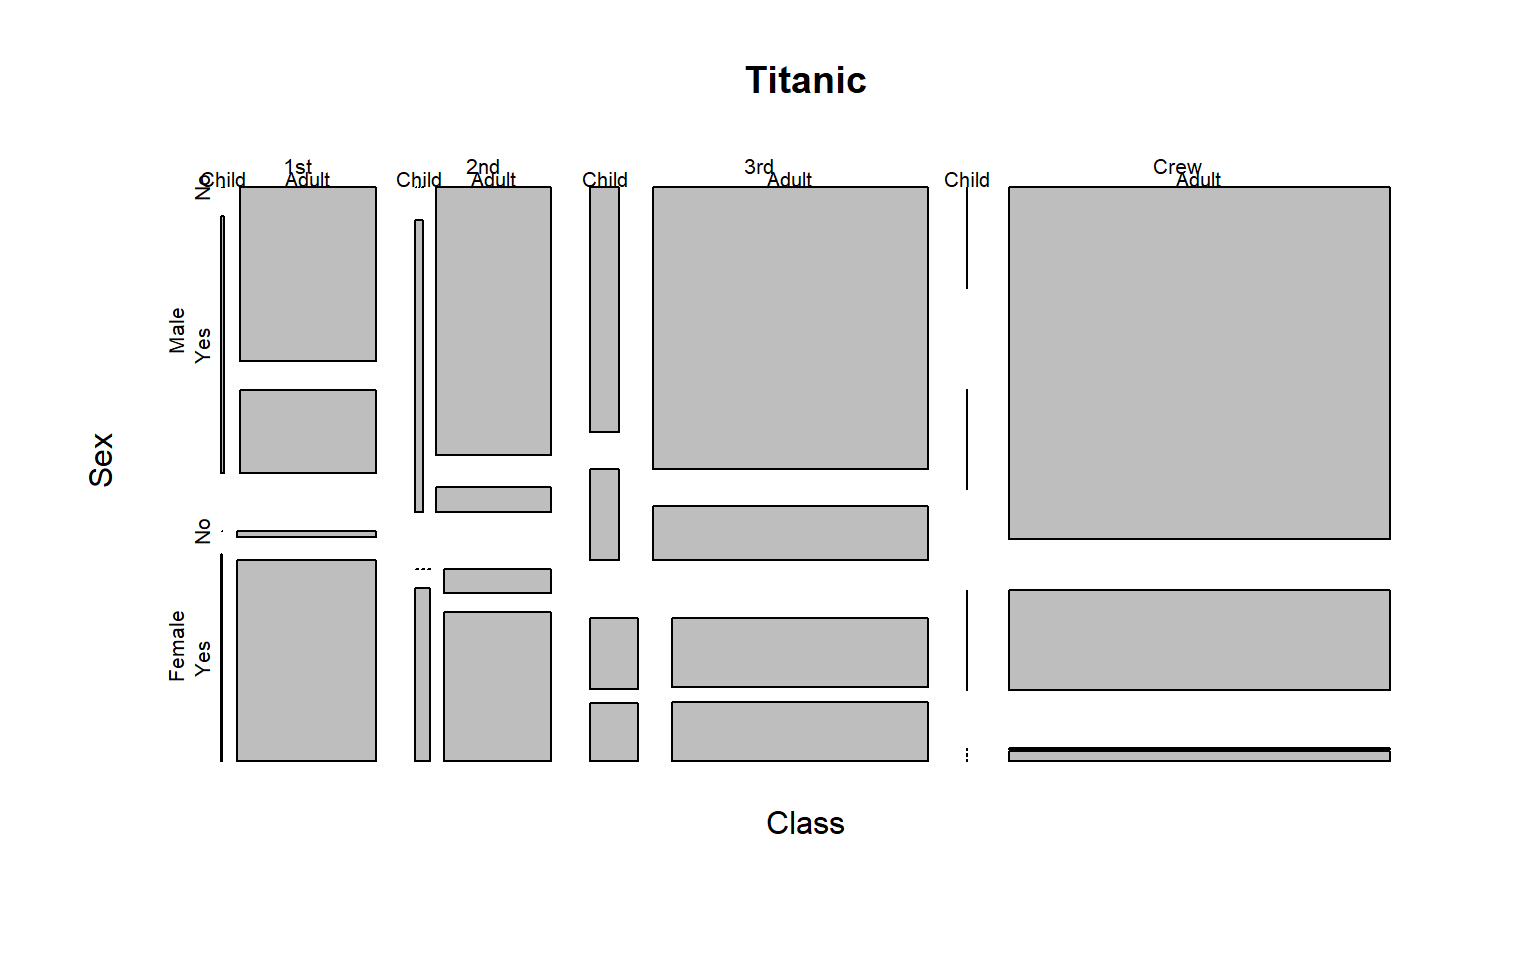 Titanic
1st 2nd 3rd Crew
Child Adult Child Adult Child Adult Child Adult
No
Male
Yes
Sex
No
Female
Yes
Class